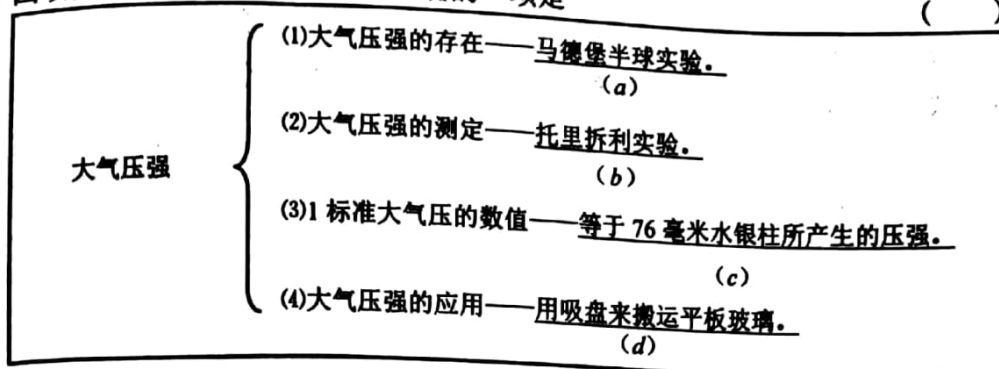 项是
( )
(1)大气压强的存在——马德堡半球实验。
(a)
(2)大气压强的测定——托里拆利实验。
(b)
大气压强
(3)1 标准大气压的数值——等于 76 毫米水银柱所产生的压强。
(c)
(4)大气压强的应用——用吸盘来搬运平板玻璃。
(d)